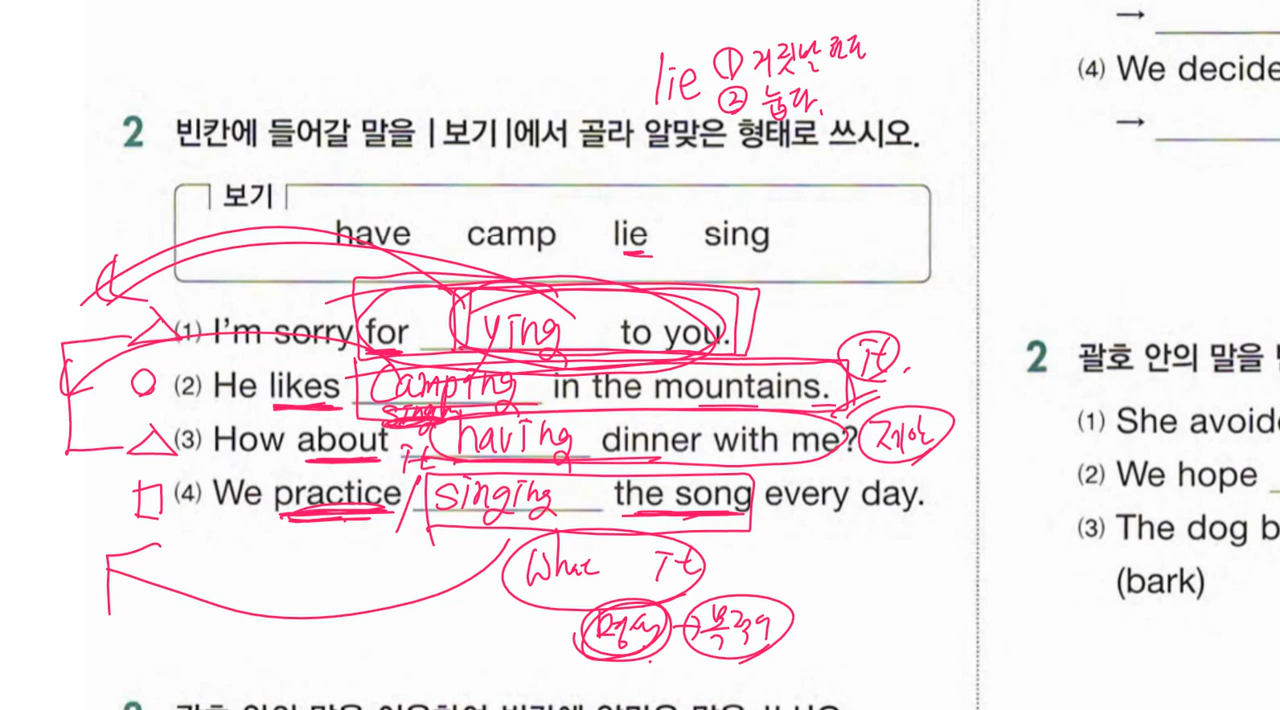 lie ① 거짓말 하다
② 눕다.
2 빈칸에 들어갈 말을 |보기|에서 골라 알맞은 형태로 쓰시오.
보기
have camp lie sing
(1) I'm sorry for lying to you.
(2) He likes camping in the mountains. It.
singing
(3) How about having dinner with me? 제안
it
(4) We practice / singing the song every day.
What it
명사 → 목적어
→
(4) We decide
→
2 괄호 안의 말을
(1) She avoid
(2) We hope
(3) The dog b
(bark)